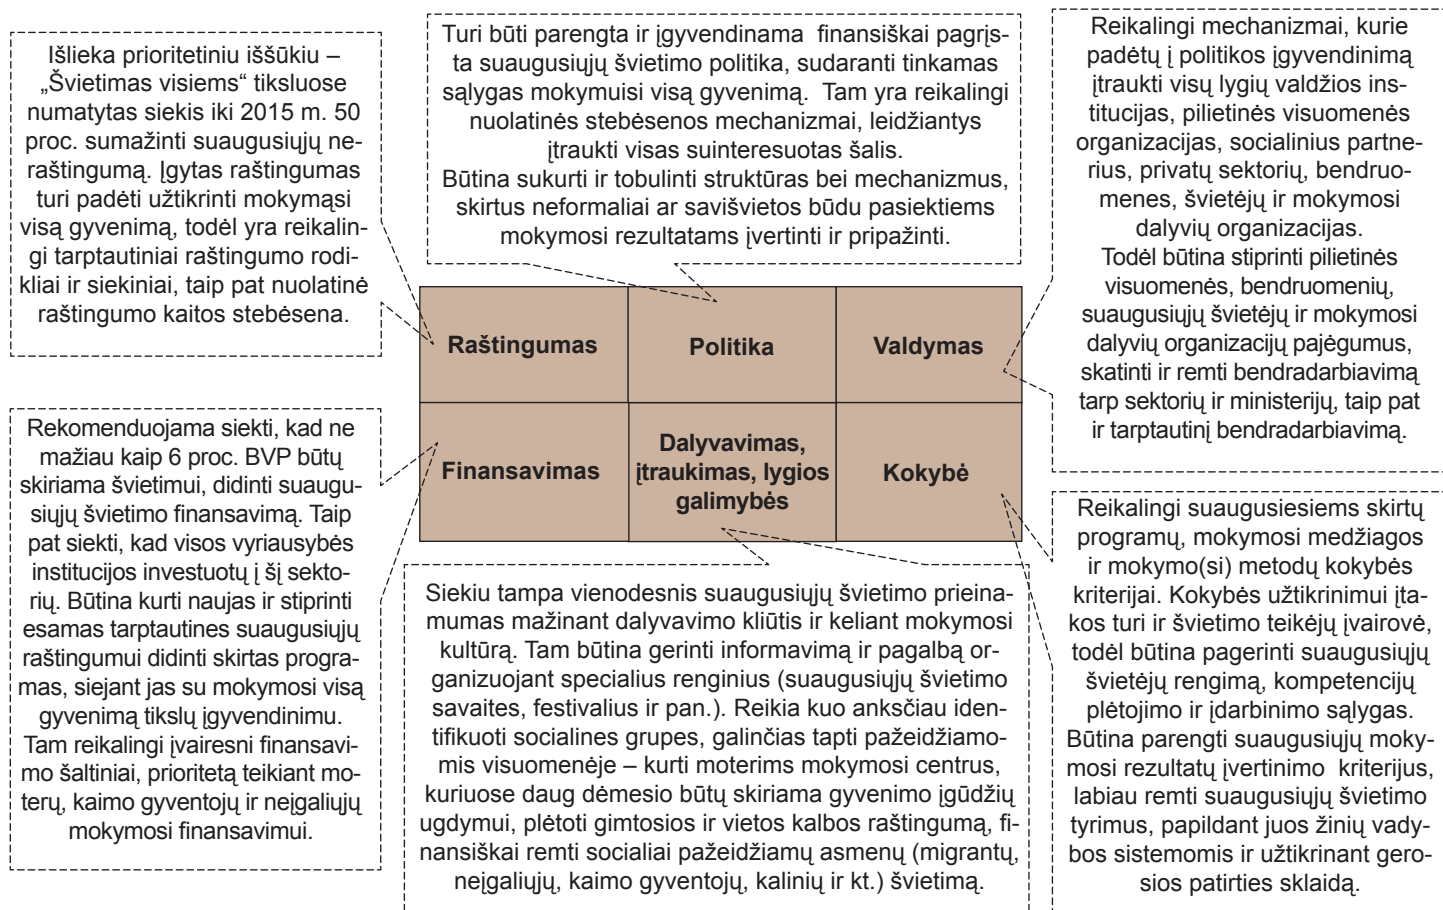 Išlieka prioritetiniu iššūkiu –
„Švietimas visiems“ tiksluose
numatytas siekis iki 2015 m. 50
proc. sumažinti suaugusiųjų ne-
raštingumą. Įgytas raštingumas
turi padėti užtikrinti mokymąsi
visą gyvenimą, todėl yra reikalin-
gi tarptautiniai raštingumo rodi-
kliai ir siekiniai, taip pat nuolatinė
raštingumo kaitos stebėsena.
Turi būti parengta ir įgyvendinama finansiškai pagrįs-
ta suaugusiųjų švietimo politika, sudaranti tinkamas
sąlygas mokymuisi visą gyvenimą. Tam yra reikalingi
nuolatinės stebėsenos mechanizmai, leidžiantys
įtraukti visas suinteresuotas šalis.
Būtina sukurti ir tobulinti struktūras bei mechanizmus,
skirtus neformaliai ar savišvietos būdu pasiektiems
mokymosi rezultatams įvertinti ir pripažinti.
Reikalingi mechanizmai, kurie
padėtų į politikos įgyvendinimą
įtraukti visų lygių valdžios ins-
titucijas, pilietinės visuomenės
organizacijas, socialinius partne-
rius, privatų sektorių, bendruo-
menes, švietėjų ir mokymosi
dalyvių organizacijas.
Todėl būtina stiprinti pilietinės
visuomenės, bendruomenių,
suaugusiųjų švietėjų ir mokymosi
dalyvių organizacijų pajėgumus,
skatinti ir remti bendradarbiavimą
tarp sektorių ir ministerijų, taip pat
ir tarptautinį bendradarbiavimą.
Raštingumas
Politika
Valdymas
Finansavimas
Dalyvavimas,
įtraukimas, lygios
galimybės
Kokybė
Rekomenduojama siekti, kad ne
mažiau kaip 6 proc. BVP būtų
skiriama švietimui, didinti suaugu-
siųjų švietimo finansavimą. Taip
pat siekti, kad visos vyriausybės
institucijos investuotų į šį sekto-
rių. Būtina kurti naujas ir stiprinti
esamas tarptautines suaugusiųjų
raštingumui didinti skirtas progra-
mas, siejant jas su mokymosi visą
gyvenimą tikslų įgyvendinimu.
Tam reikalingi įvairesni finansavi-
mo šaltiniai, prioritetą teikiant mo-
terų, kaimo gyventojų ir neįgaliųjų
mokymosi finansavimui.
Siekiu tampa vienodesnis suaugusiųjų švietimo prieina-
mumas mažinant dalyvavimo kliūtis ir keliant mokymosi
kultūrą. Tam būtina gerinti informavimą ir pagalbą or-
ganizuojant specialius renginius (suaugusiųjų švietimo
savaites, festivalius ir pan.). Reikia kuo anksčiau iden-
tifikuoti socialines grupes, galinčias tapti pažeidžiamo-
mis visuomenėje – kurti moterims mokymosi centrus,
kuriuose daug dėmesio būtų skiriama gyvenimo įgūdžių
ugdymui, plėtoti gimtosios ir vietos kalbos raštingumą, fi-
nansiškai remti socialiai pažeidžiamų asmenų (migrantų,
neįgaliųjų, kaimo gyventojų, kalinių ir kt.) švietimą.
Reikalingi suaugusiesiems skirtų
programų, mokymosi medžiagos
ir mokymo(si) metodų kokybės
kriterijai. Kokybės užtikrinimui įta-
kos turi ir švietimo teikėjų įvairovė,
todėl būtina pagerinti suaugusiųjų
švietėjų rengimą, kompetencijų
plėtojimo ir įdarbinimo sąlygas.
Būtina parengti suaugusiųjų moky-
mosi rezultatų įvertinimo kriterijus,
labiau remti suaugusiųjų švietimo
tyrimus, papildant juos žinių vady-
bos sistemomis ir užtikrinant gero-
sios patirties sklaidą.